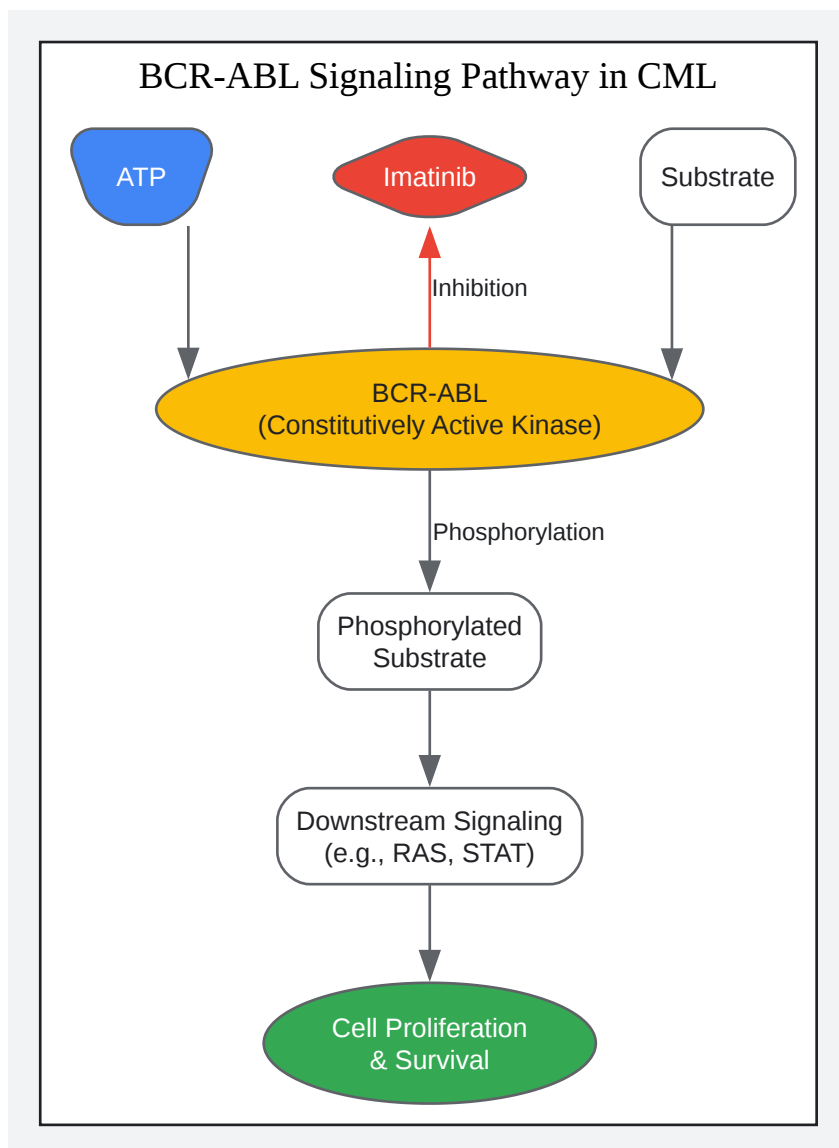 BCR-ABL Signaling Pathway in CML
ATP
Imatinib
Substrate
Inhibition
BCR-ABL
(Constitutively Active Kinase)
Phosphorylation
Phosphorylated
Substrate
Downstream Signaling
(e.g., RAS, STAT)
Cell Proliferation
& Survival